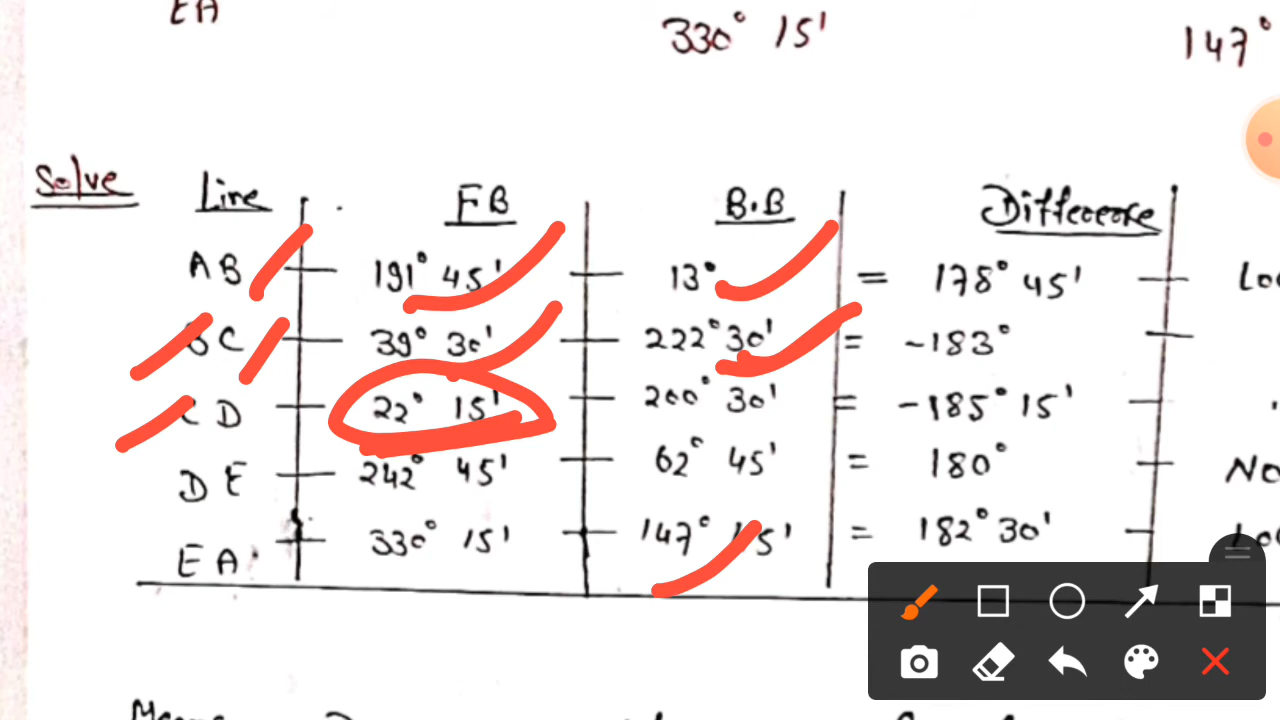 EA 330° 15' 147°
Solve Line FB B.B Difference
AB 191° 45' 13° = 178° 45'
BC 39° 30' 222° 30' = -183°
CD 22° 15' 200° 30' = -185° 15'
DE 242° 45' 62° 45' = 180°
EA 330° 15' 147° 15' = 182° 30'